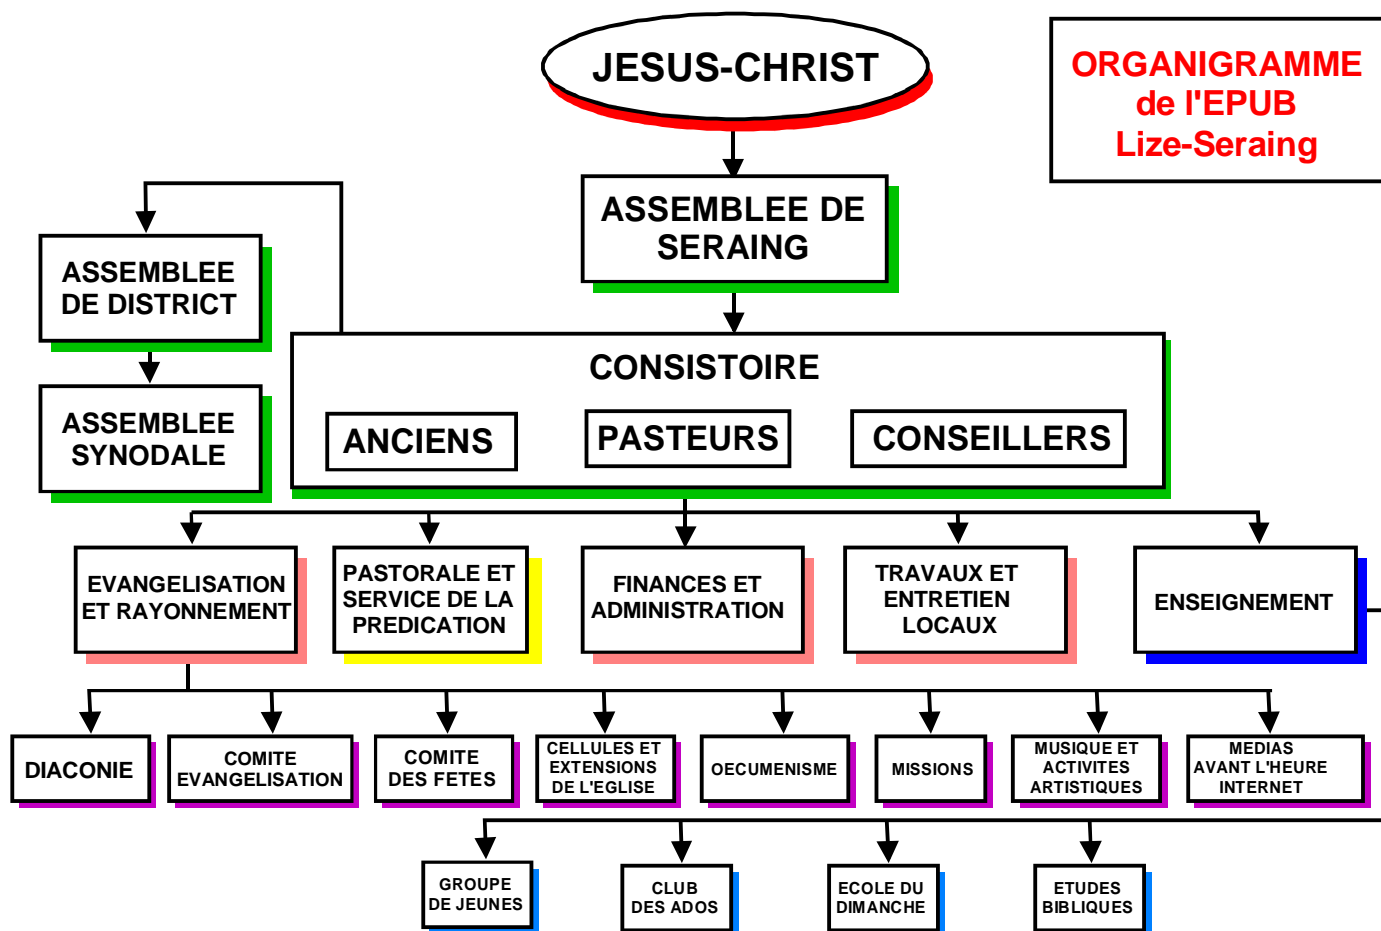 JESUS-CHRIST
ORGANIGRAMME
de l'EPUB
Lize-Seraing
ASSEMBLEE DE
SERAING
ASSEMBLEE
DE DISTRICT
ASSEMBLEE
SYNODALE
CONSISTOIRE
ANCIENS
PASTEURS
CONSEILLERS
EVANGELISATION
ET RAYONNEMENT
PASTORALE ET
SERVICE DE LA
PREDICATION
FINANCES ET
ADMINISTRATION
TRAVAUX ET
ENTRETIEN
LOCAUX
ENSEIGNEMENT
DIACONIE
COMITE
EVANGELISATION
COMITE
DES FETES
CELLULES ET
EXTENSIONS
DE L'EGLISE
OECUMENISME
MISSIONS
MUSIQUE ET
ACTIVITES
ARTISTIQUES
MEDIAS
AVANT L'HEURE
INTERNET
GROUPE
DE JEUNES
CLUB
DES ADOS
ECOLE DU
DIMANCHE
ETUDES
BIBLIQUES